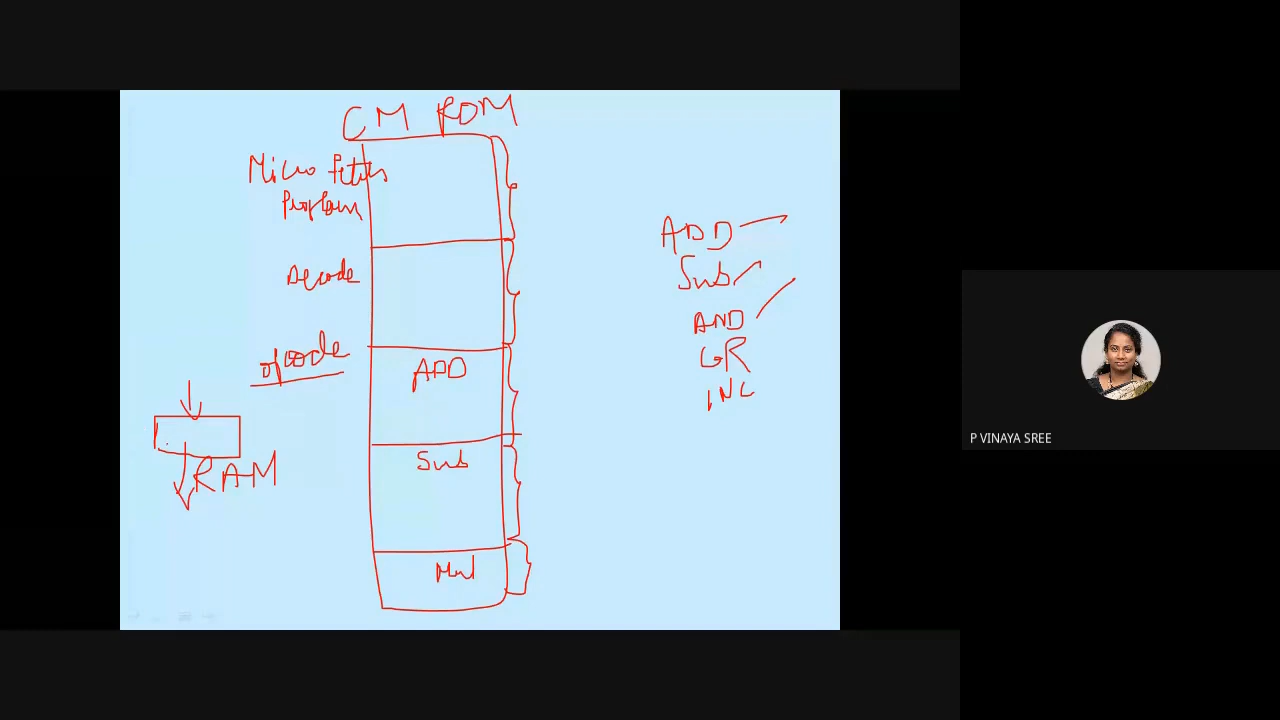 CM ROM
Micro fetch
Program
Decode
opcode
ADD
Sub
Mul
RAM
ADD
Sub
AND
OR
INC
P VINAYA SREE